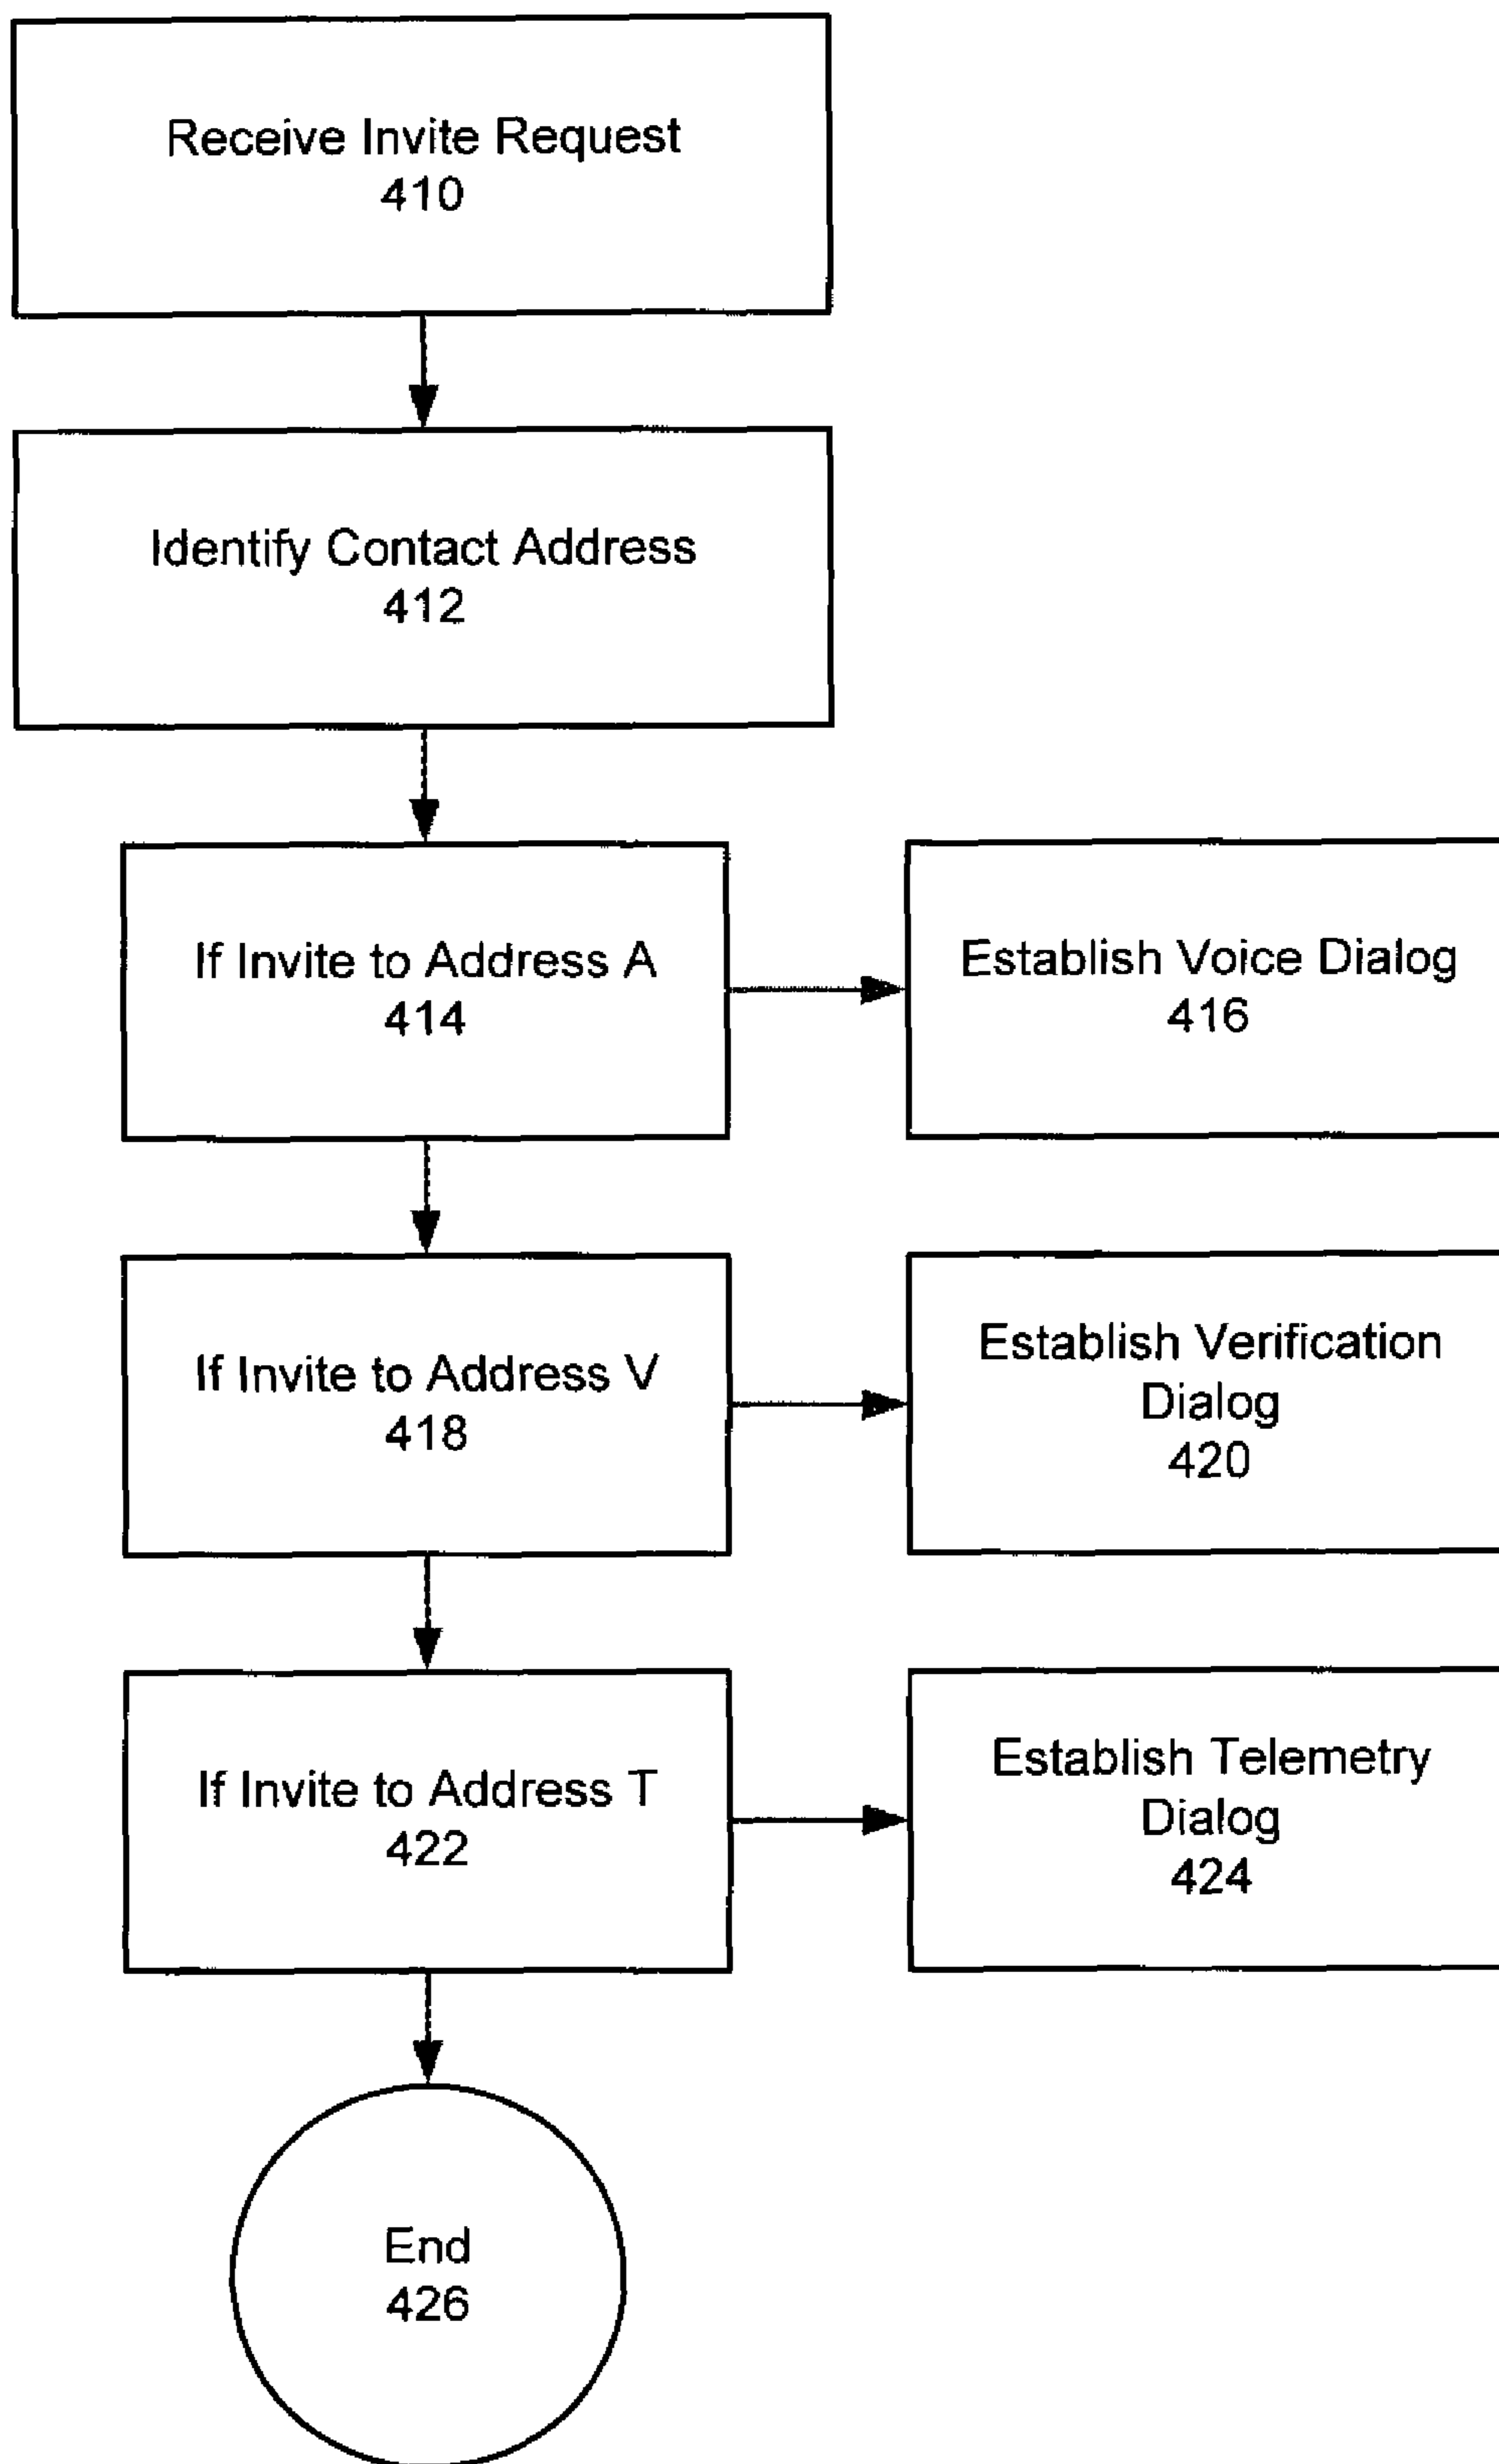 Receive Invite Request
410
Identify Contact Address
412
If Invite to Address A
414
Establish Voice Dialog
416
If Invite to Address V
418
Establish Verification
Dialog
420
If Invite to Address T
422
Establish Telemetry
Dialog
424
End
426